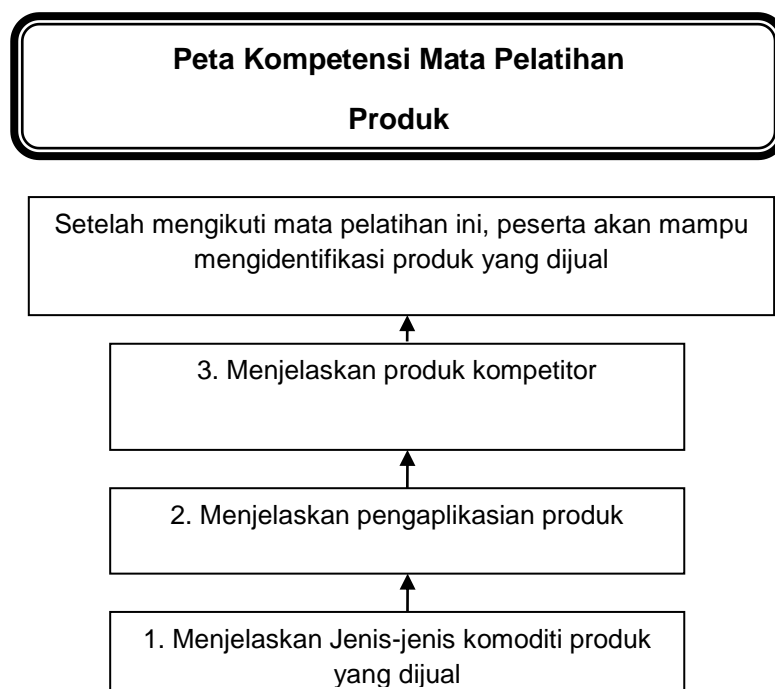 Peta Kompetensi Mata Pelatihan
Produk
Setelah mengikuti mata pelatihan ini, peserta akan mampu
mengidentifikasi produk yang dijual
3. Menjelaskan produk kompetitor
2. Menjelaskan pengaplikasian produk
1. Menjelaskan Jenis-jenis komoditi produk
yang dijual